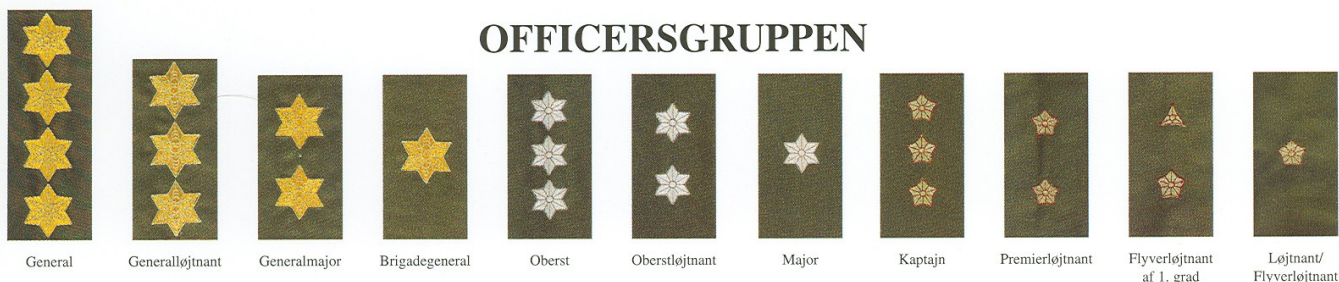 OFFICERSGRUPPEN
General
Generalløjtnant
Generalmajor
Brigadegeneral
Oberst
Oberstløjtnant
Major
Kaptajn
Premierløjtnant
Flyverløjtnant
af 1. grad
Løjtnant/
Flyverløjtnant